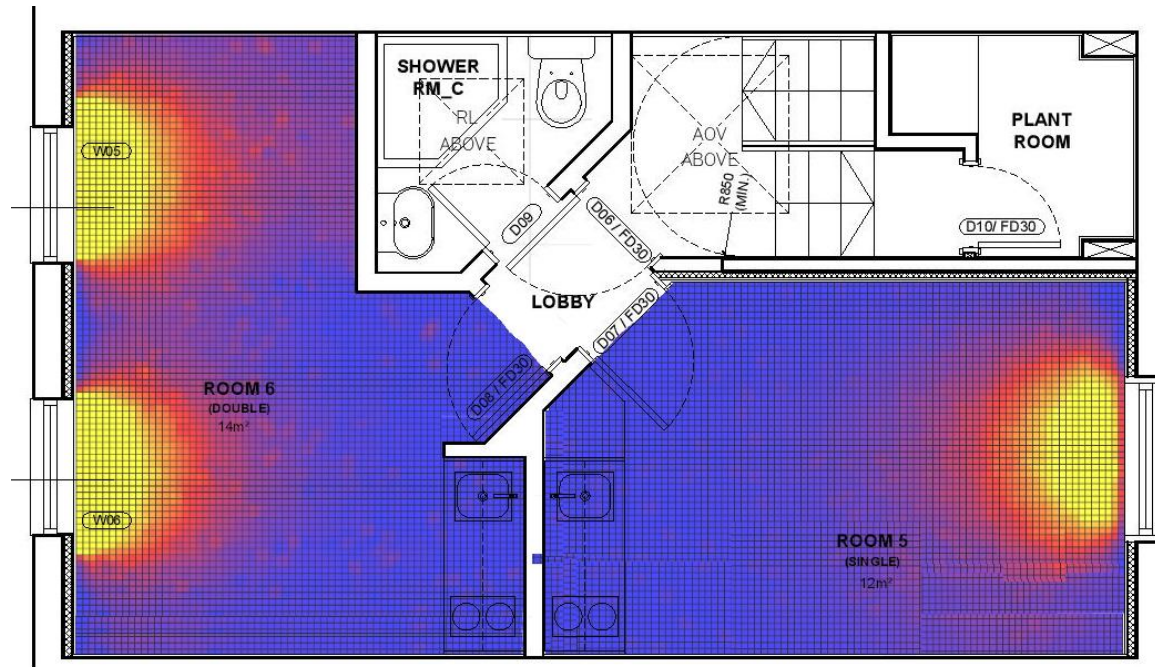 SHOWER
RM_C
RL
ABOVE
AOV
ABOVE
R850
(MIN.)
PLANT
ROOM
W05
D09
D06 / FD30
D10/ FD30
LOBBY
D07 / FD30
ROOM 6
(DOUBLE)
14m²
D08 / FD30
W06
ROOM 5
(SINGLE)
12m²